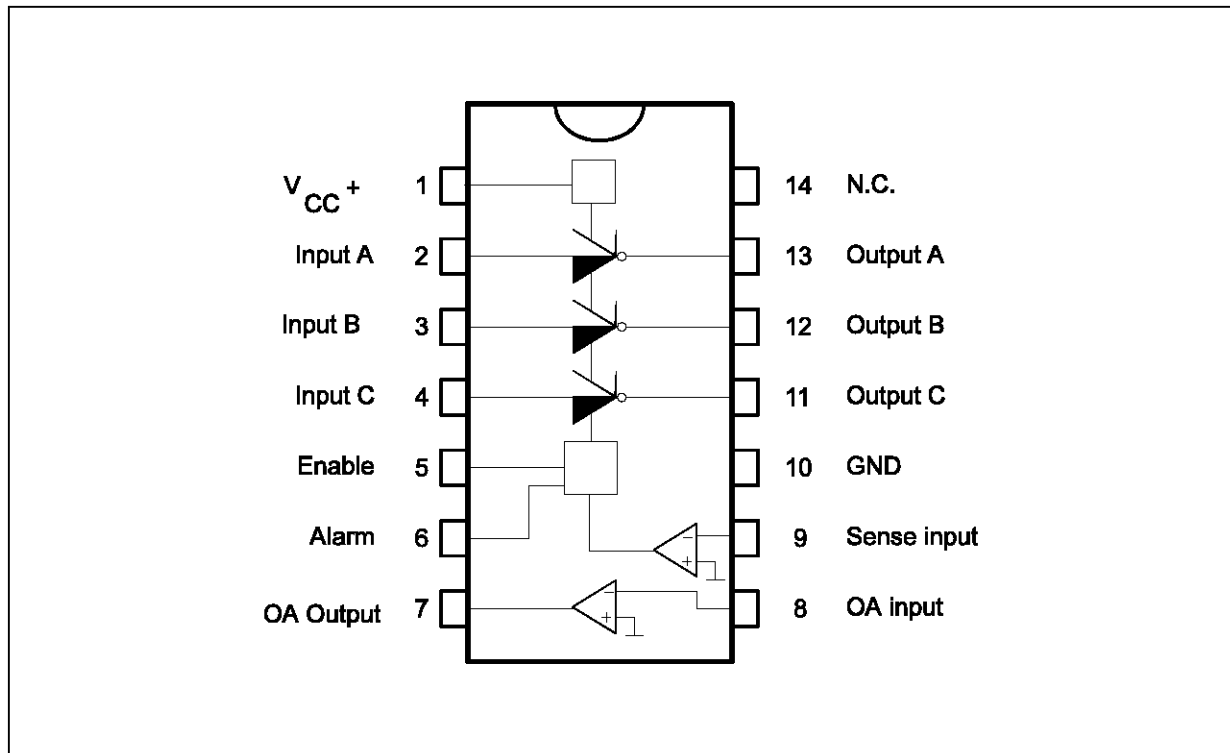 VCC + 1 14 N.C.
Input A 2 13 Output A
Input B 3 12 Output B
Input C 4 11 Output C
Enable 5 10 GND
Alarm 6 9 Sense input
OA Output 7 8 OA input